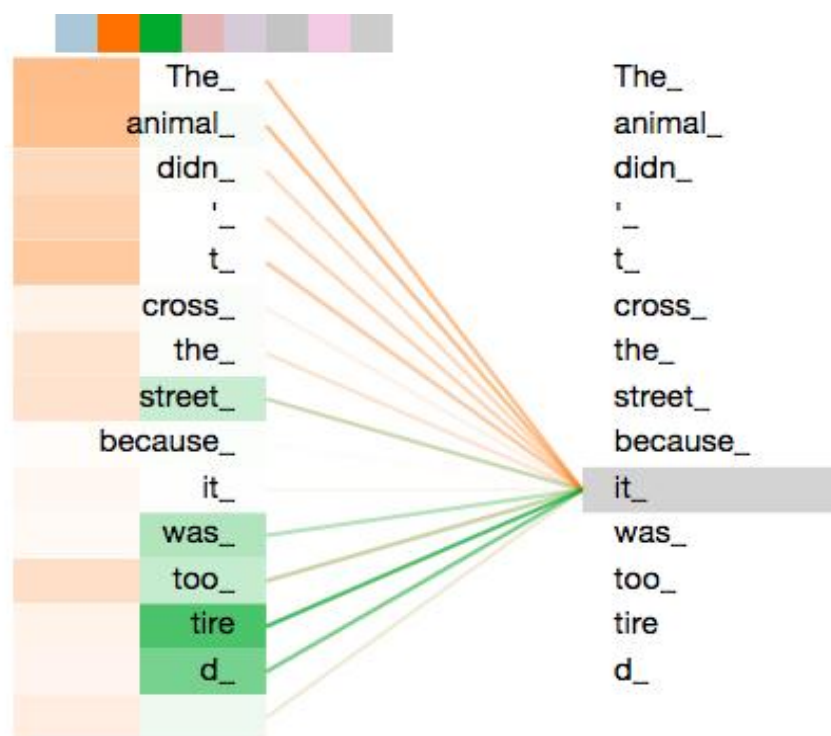 The_ The_
animal_ animal_
didn_ didn_
'_ '_
t_ t_
cross_ cross_
the_ the_
street_ street_
because_ because_
it_ it_
was_ was_
too_ too_
tire tire
d_ d_